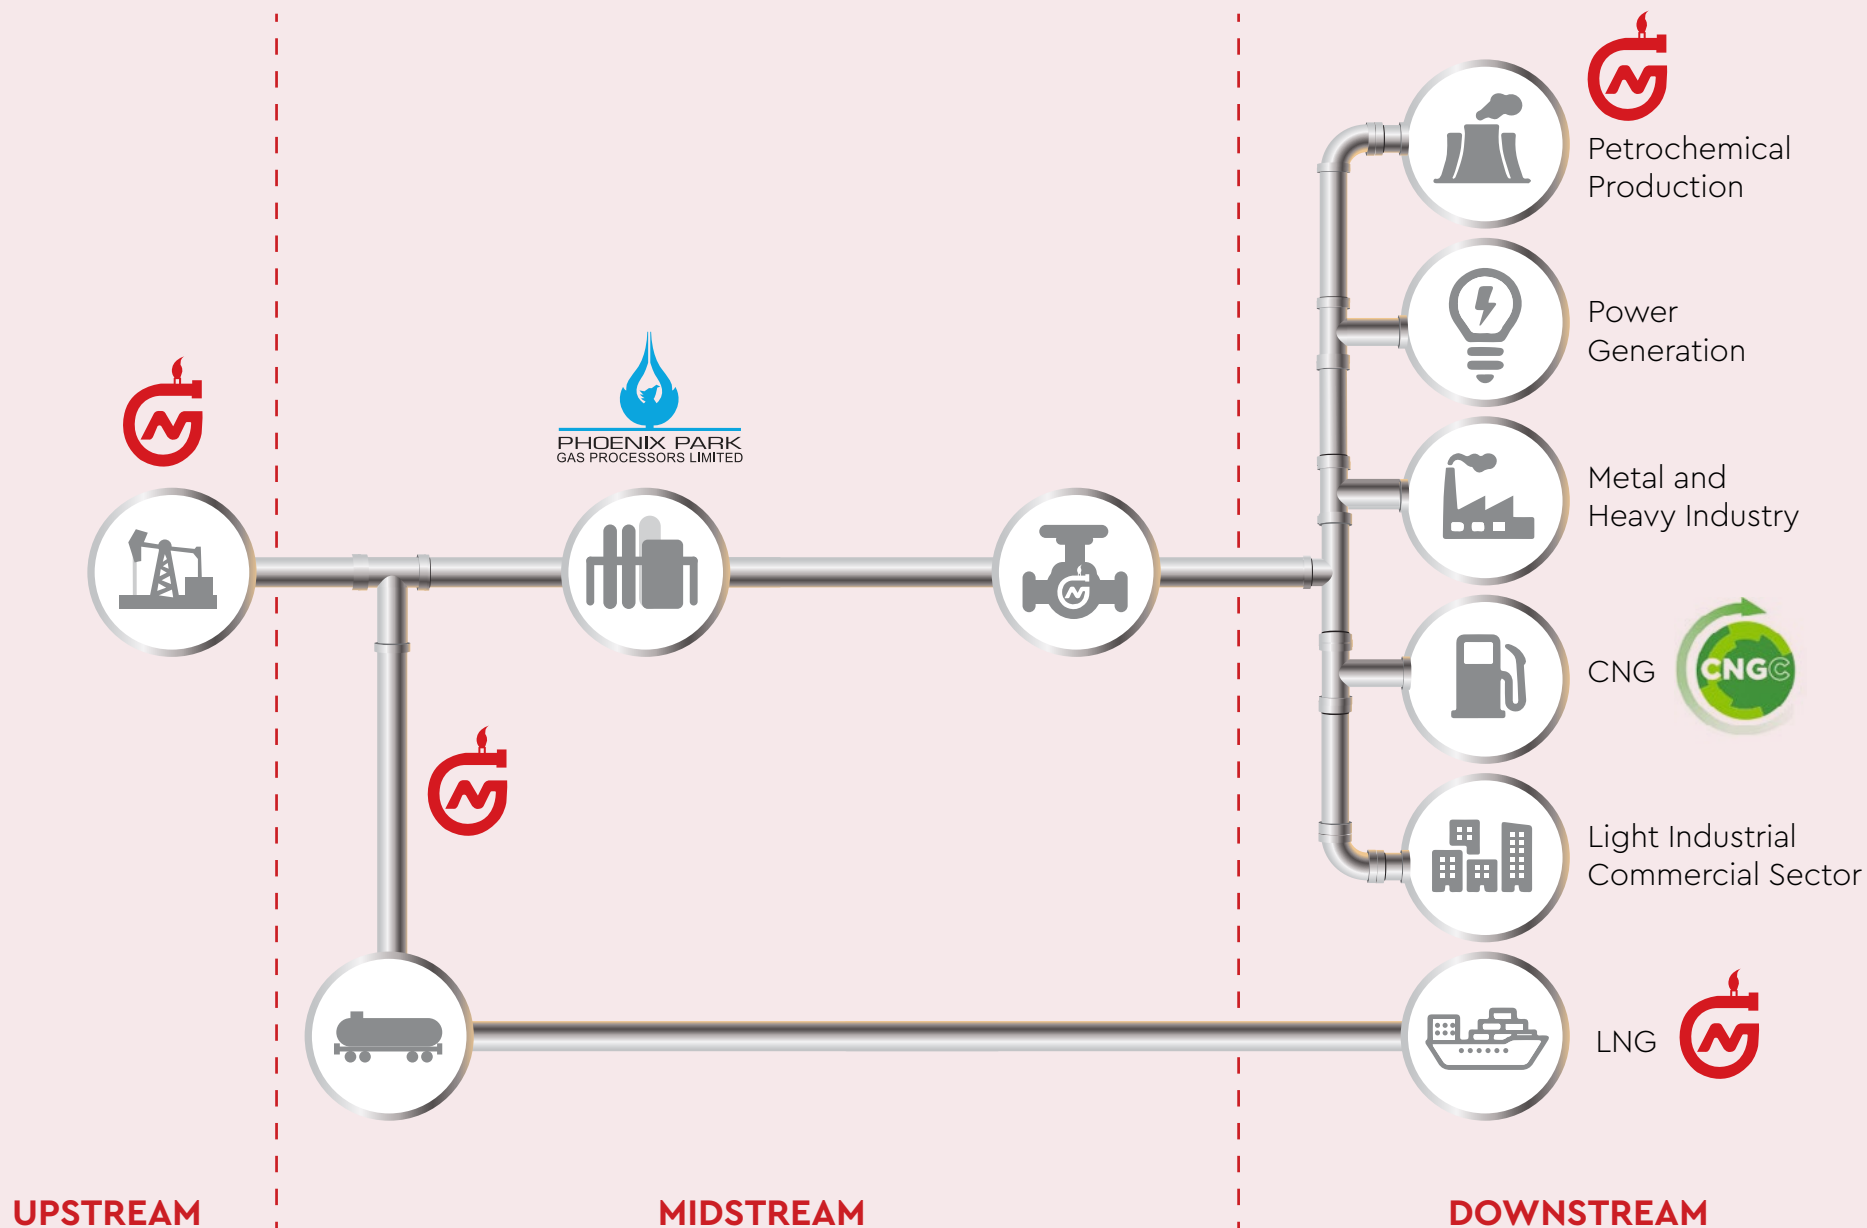 Petrochemical
Production
Power
Generation
PHOENIX PARK
GAS PROCESSORS LIMITED
Metal and
Heavy Industry
CNG
CNGC
Light Industrial
Commercial Sector
LNG
UPSTREAM
MIDSTREAM
DOWNSTREAM